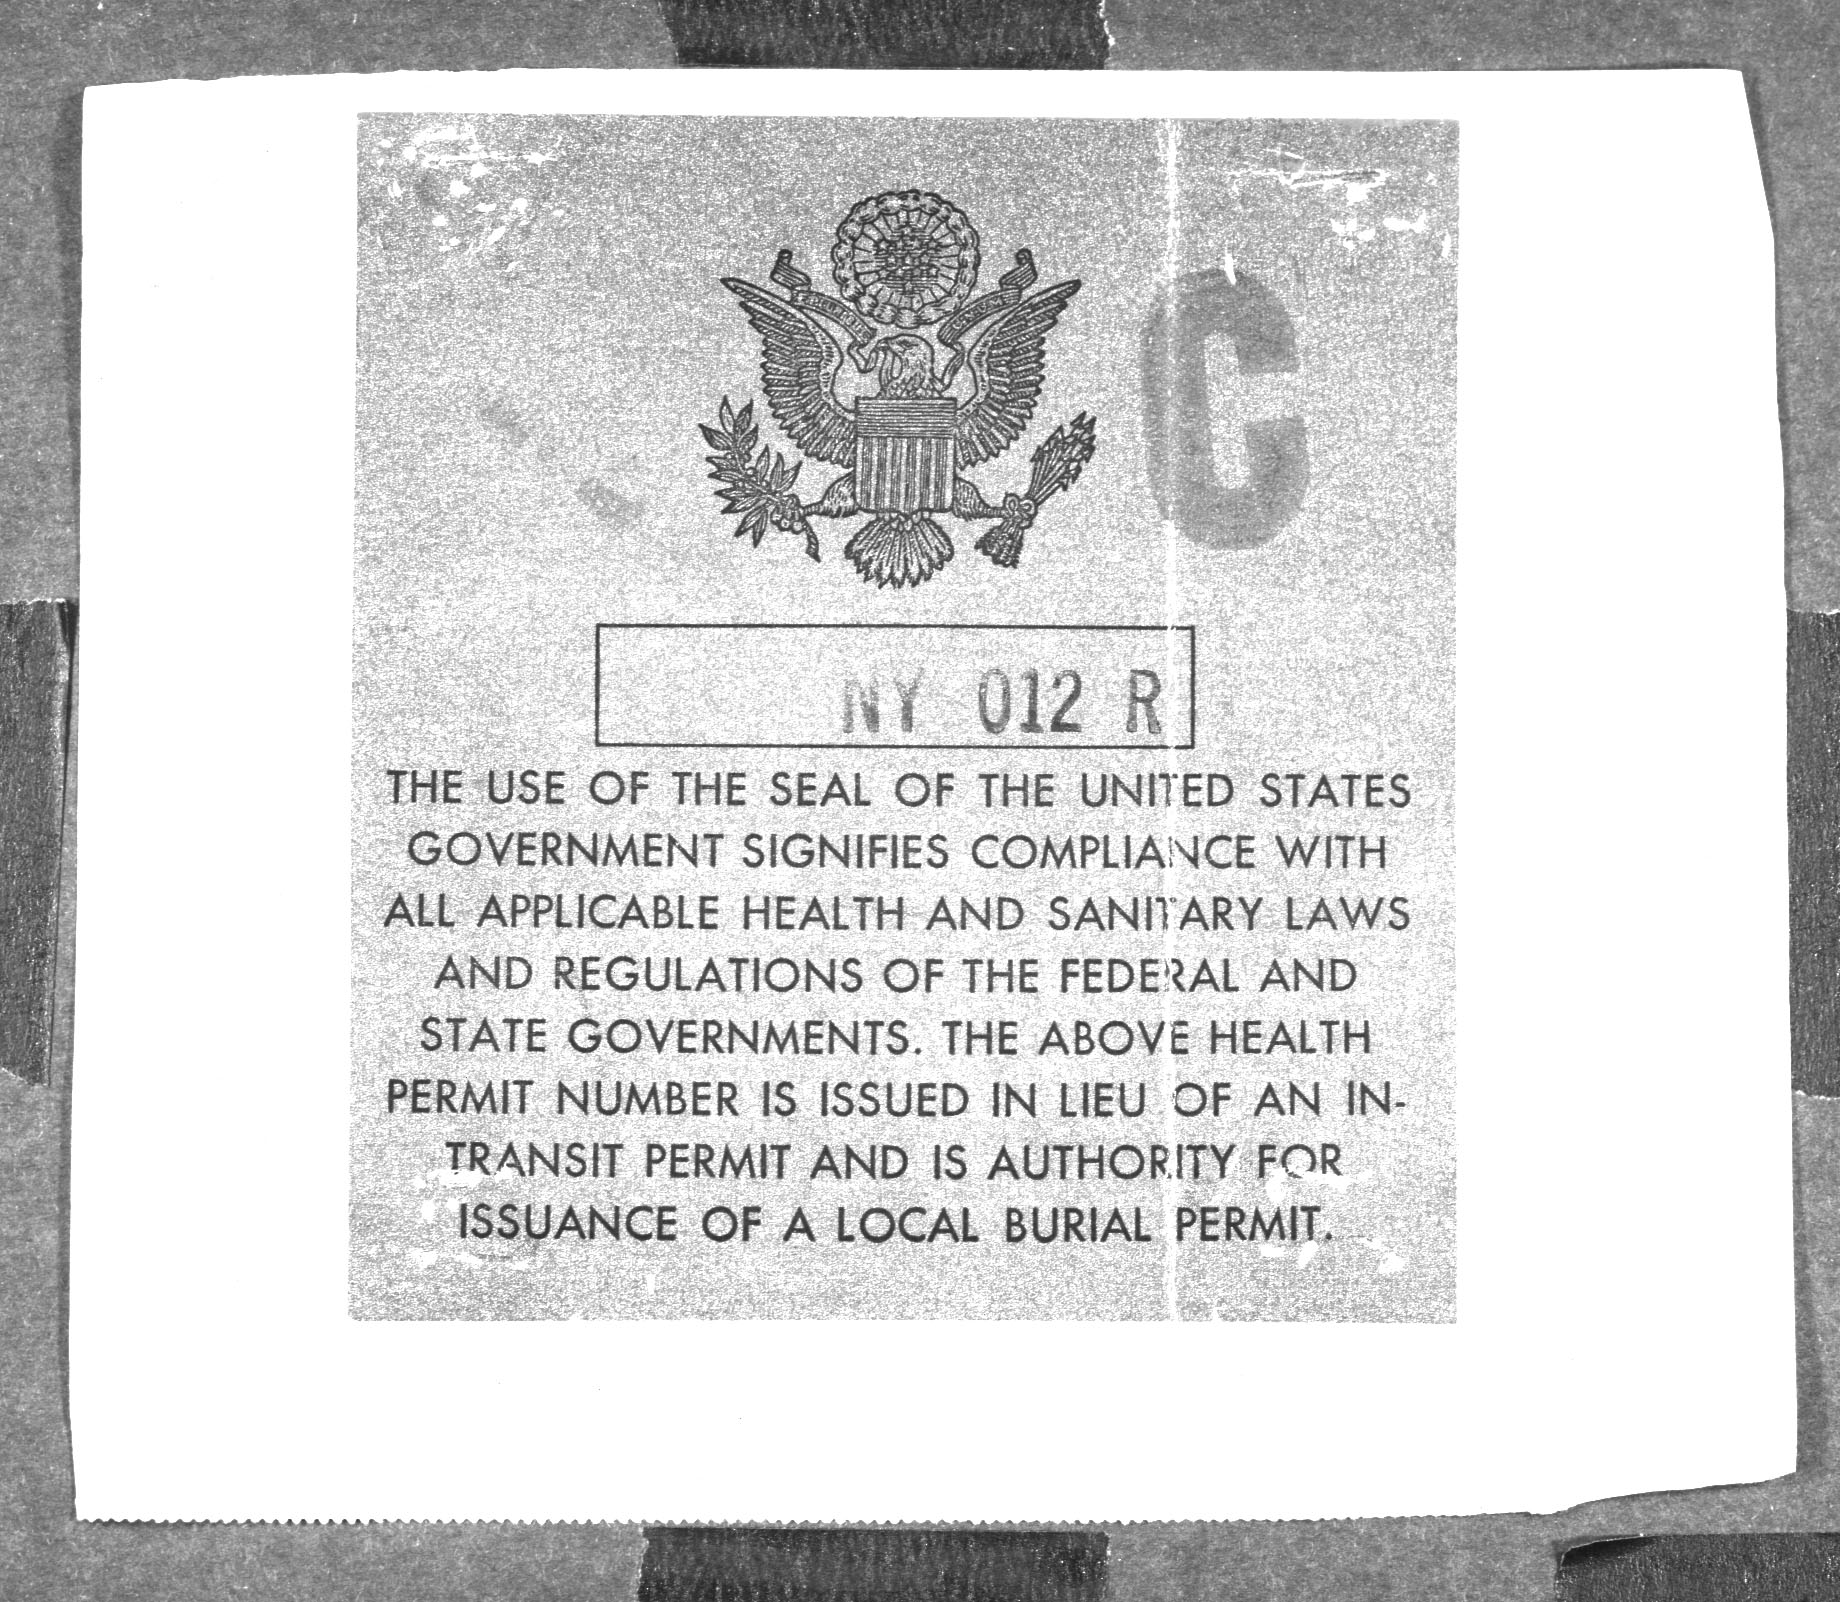 C
NY 012 R
THE USE OF THE SEAL OF THE UNITED STATES
GOVERNMENT SIGNIFIES COMPLIANCE WITH
ALL APPLICABLE HEALTH AND SANITARY LAWS
AND REGULATIONS OF THE FEDERAL AND
STATE GOVERNMENTS. THE ABOVE HEALTH
PERMIT NUMBER IS ISSUED IN LIEU OF AN IN-
TRANSIT PERMIT AND IS AUTHORITY FOR
ISSUANCE OF A LOCAL BURIAL PERMIT.